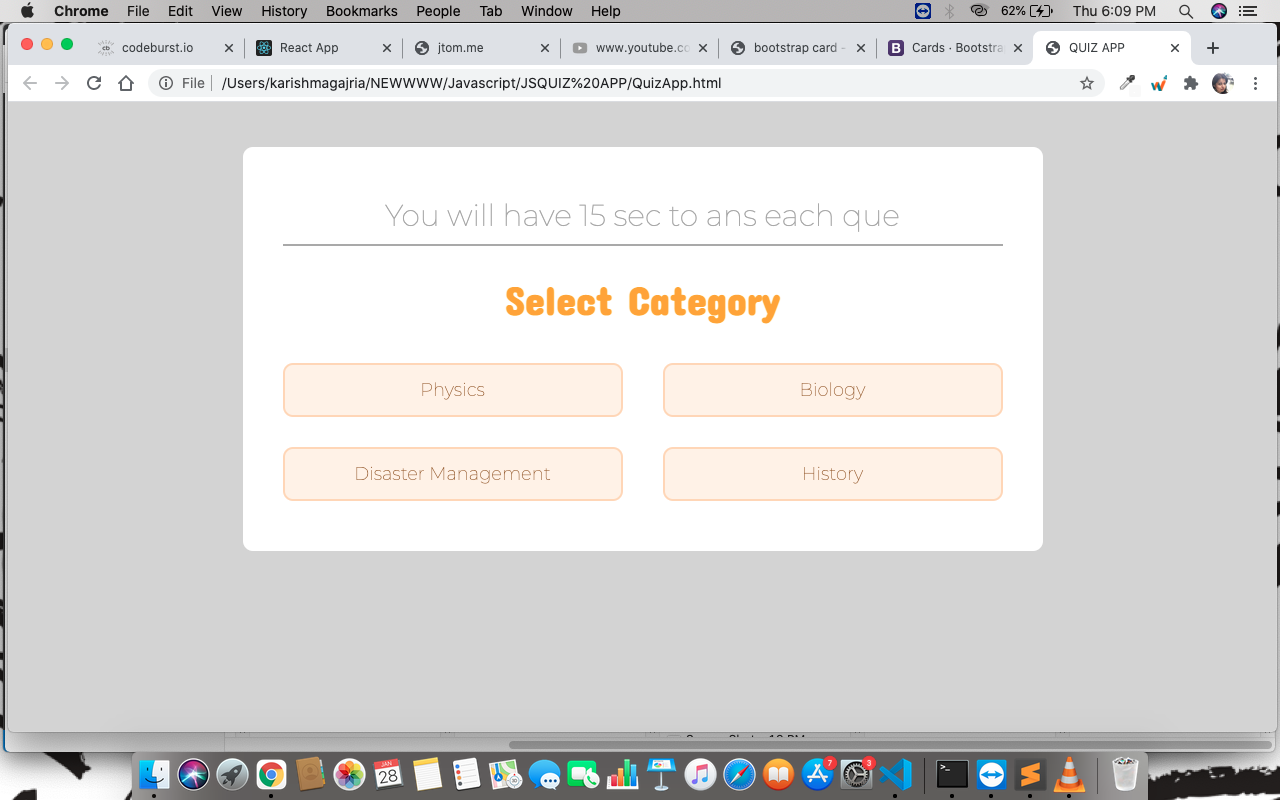 Chrome File Edit View History Bookmarks People Tab Window Help 62% Thu 6:09 PM
cb codeburst.io React App jtom.me www.youtube.co bootstrap card - B Cards · Bootstra QUIZ APP
File /Users/karishmagajria/NEWWWW/Javascript/JSQUIZ%20APP/QuizApp.html
You will have 15 sec to ans each que
Select Category
Physics Biology
Disaster Management History
JAN 28 7 3